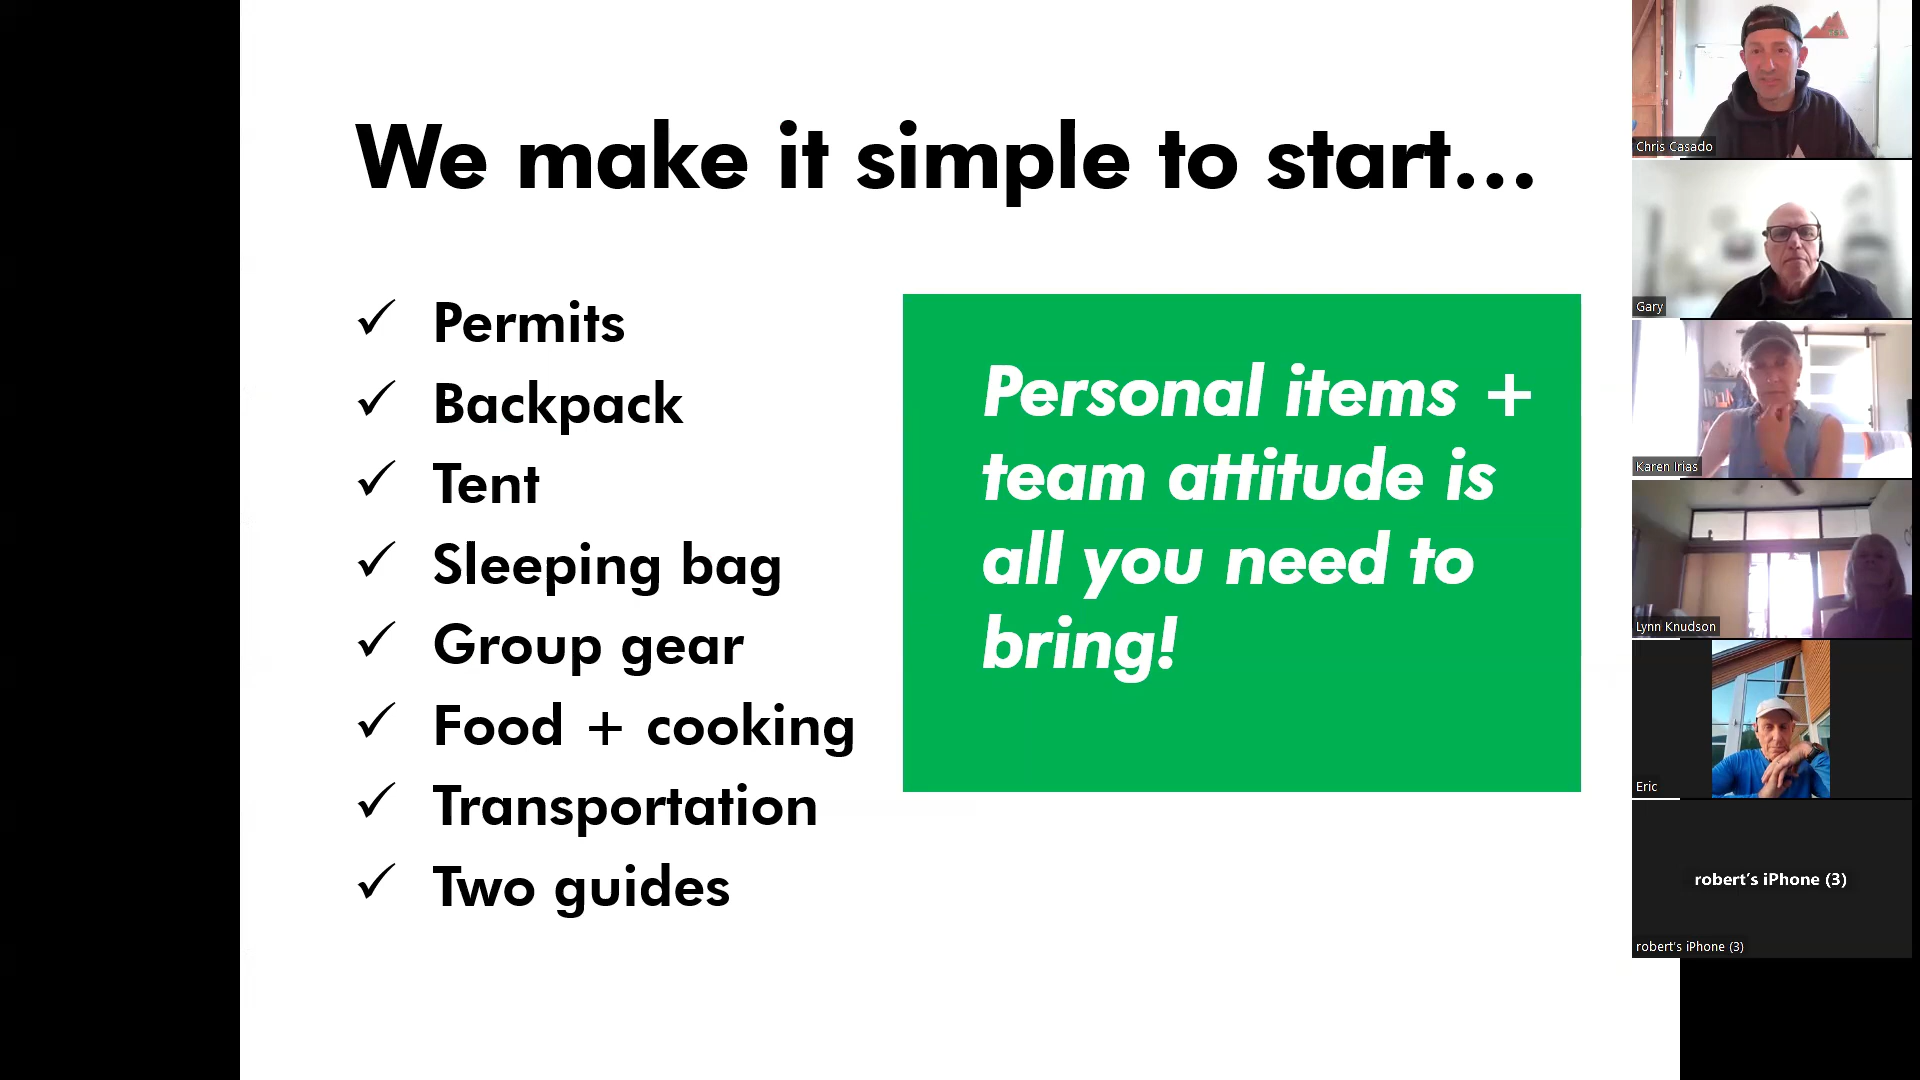 We make it simple to start...
✓ Permits
✓ Backpack
✓ Tent
✓ Sleeping bag
✓ Group gear
✓ Food + cooking
✓ Transportation
✓ Two guides
Personal items +
team attitude is
all you need to
bring!
Chris Casado
Gary
Karen Irias
Lynn Knudson
Eric
robert's iPhone (3)
robert's iPhone (3)